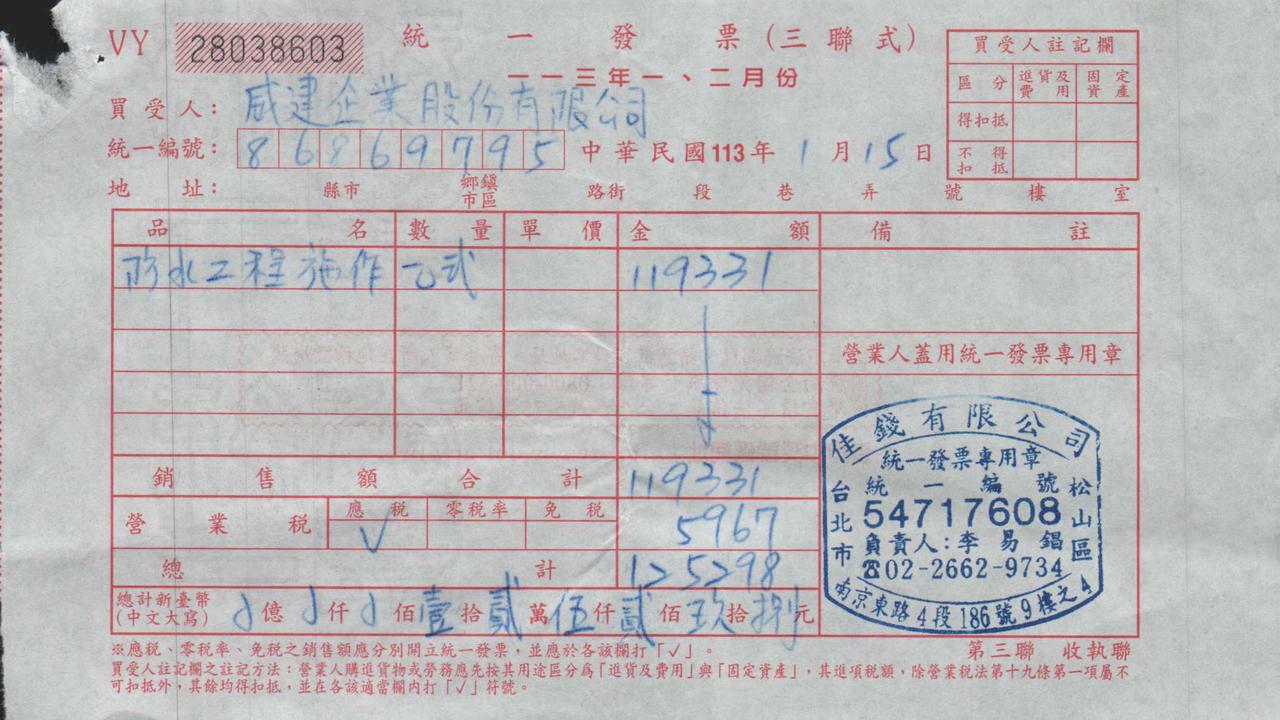 VY 28038603 統一發票(三聯式)
一一三年一、二月份
買受人註記欄
區分 進貨及費用 固定資產
得扣抵
不得扣抵
買受人: 威建企業股份有限公司
統一編號: 86869795 中華民國113年1月15日
地址: 縣市 鄉鎮市區 路街 段 巷 弄 號 樓 室
品名 數量 單價 金額 備註
防水工程施作 乙式 119331
營業人蓋用統一發票專用章
銷售額合計 119331
營業稅 應稅 零稅率 免稅 5967
√
總計 125298
總計新臺幣(中文大寫) 億 仟 佰壹拾貳萬伍仟貳佰玖拾捌元
佳錢有限公司
統一發票專用章
統一編號
54717608
負責人:李易錩
☎02-2662-9734
台北市
松山區
南京東路4段186號9樓之4
※應稅、零稅率、免稅之銷售額應分別開立統一發票,並應於各該欄打「√」。
第三聯 收執聯
買受人註記欄之註記方法:營業人購進貨物或勞務應先按其用途區分為「進貨及費用」與「固定資產」,其進項稅額,除營業稅法第十九條第一項屬不
可扣抵外,其餘均得扣抵,並在各該適當欄內打「√」符號。